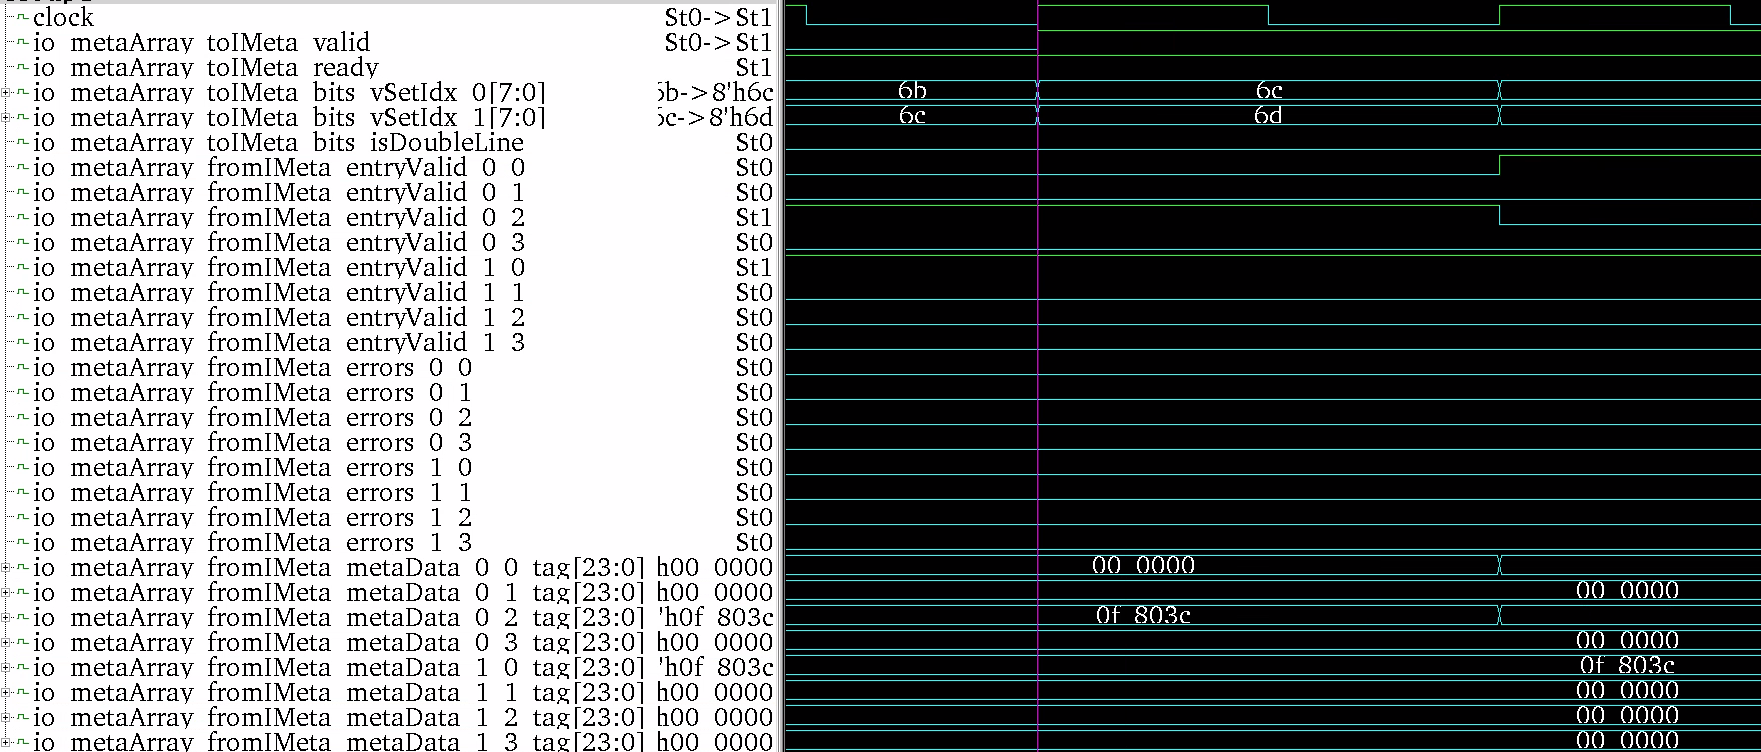 clock St0->St1
io metaArray toIMeta valid St0->St1
io metaArray toIMeta ready St1
io metaArray toIMeta bits vSetIdx 0[7:0] 6b->8'h6c 6b 6c
io metaArray toIMeta bits vSetIdx 1[7:0] 6c->8'h6d 6c 6d
io metaArray toIMeta bits isDoubleLine St0
io metaArray fromIMeta entryValid 0 0 St0
io metaArray fromIMeta entryValid 0 1 St0
io metaArray fromIMeta entryValid 0 2 St1
io metaArray fromIMeta entryValid 0 3 St0
io metaArray fromIMeta entryValid 1 0 St1
io metaArray fromIMeta entryValid 1 1 St0
io metaArray fromIMeta entryValid 1 2 St0
io metaArray fromIMeta entryValid 1 3 St0
io metaArray fromIMeta errors 0 0 St0
io metaArray fromIMeta errors 0 1 St0
io metaArray fromIMeta errors 0 2 St0
io metaArray fromIMeta errors 0 3 St0
io metaArray fromIMeta errors 1 0 St0
io metaArray fromIMeta errors 1 1 St0
io metaArray fromIMeta errors 1 2 St0
io metaArray fromIMeta errors 1 3 St0
io metaArray fromIMeta metaData 0 0 tag[23:0] h00 0000 00 0000
io metaArray fromIMeta metaData 0 1 tag[23:0] h00 0000 00 0000
io metaArray fromIMeta metaData 0 2 tag[23:0] 'h0f 803c 0f 803c
io metaArray fromIMeta metaData 0 3 tag[23:0] h00 0000 00 0000
io metaArray fromIMeta metaData 1 0 tag[23:0] 'h0f 803c 0f 803c
io metaArray fromIMeta metaData 1 1 tag[23:0] h00 0000 00 0000
io metaArray fromIMeta metaData 1 2 tag[23:0] h00 0000 00 0000
io metaArray fromIMeta metaData 1 3 tag[23:0] h00 0000 00 0000